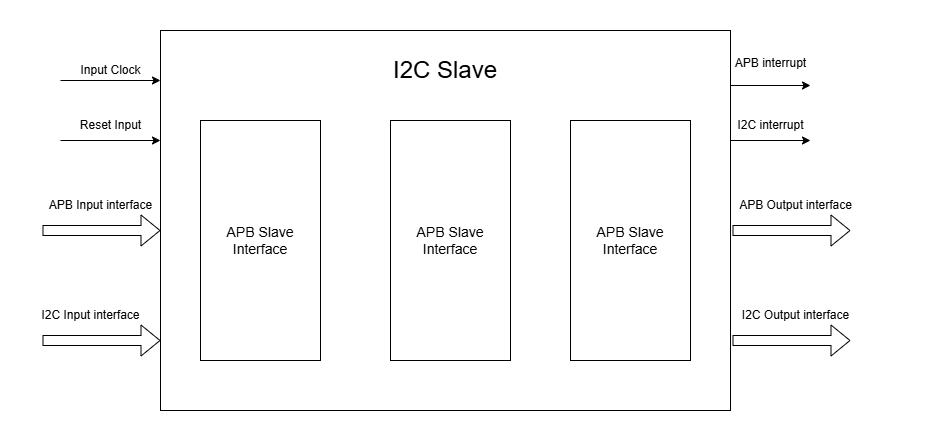 I2C Slave
Input Clock
APB interrupt
Reset Input
I2C interrupt
APB Input interface
APB Output interface
APB Slave
Interface
APB Slave
Interface
APB Slave
Interface
I2C Input interface
I2C Output interface